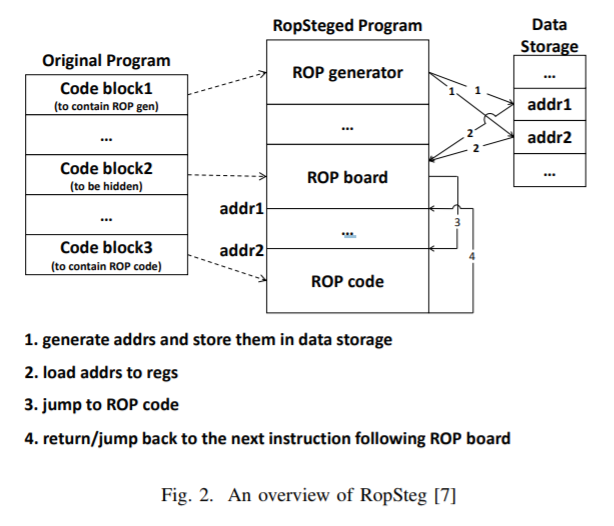 RopSteged Program
Data
Storage
Original Program
Code block1
(to contain ROP gen)
...
Code block2
(to be hidden)
...
Code block3
(to contain ROP code)
ROP generator
...
ROP board
addr1
...
addr2
ROP code
...
addr1
addr2
...
1
1
2
2
3
4
1. generate addrs and store them in data storage
2. load addrs to regs
3. jump to ROP code
4. return/jump back to the next instruction following ROP board
Fig. 2. An overview of RopSteg [7]